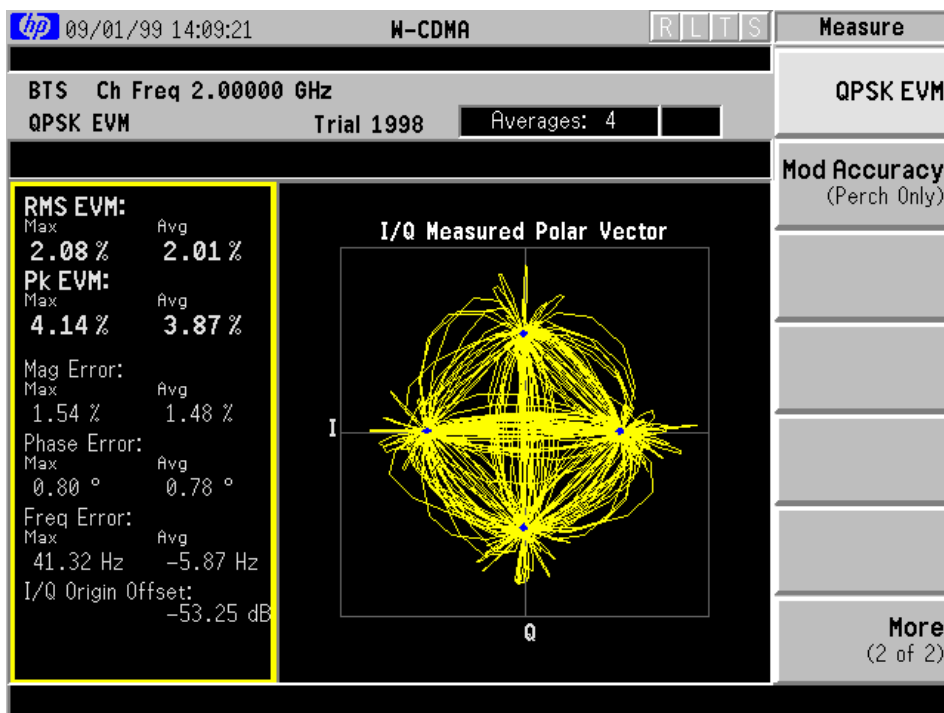 hp 09/01/99 14:09:21 W-CDMA R L T S Measure
BTS Ch Freq 2.00000 GHz
QPSK EVM Trial 1998 Averages: 4
QPSK EVM
Mod Accuracy
(Perch Only)
RMS EVM:
Max Avg
2.08 % 2.01 %
Pk EVM:
Max Avg
4.14 % 3.87 %
Mag Error:
Max Avg
1.54 % 1.48 %
Phase Error:
Max Avg
0.80 ° 0.78 °
Freq Error:
Max Avg
41.32 Hz -5.87 Hz
I/Q Origin Offset:
-53.25 dB
I/Q Measured Polar Vector
I
Q
More
(2 of 2)